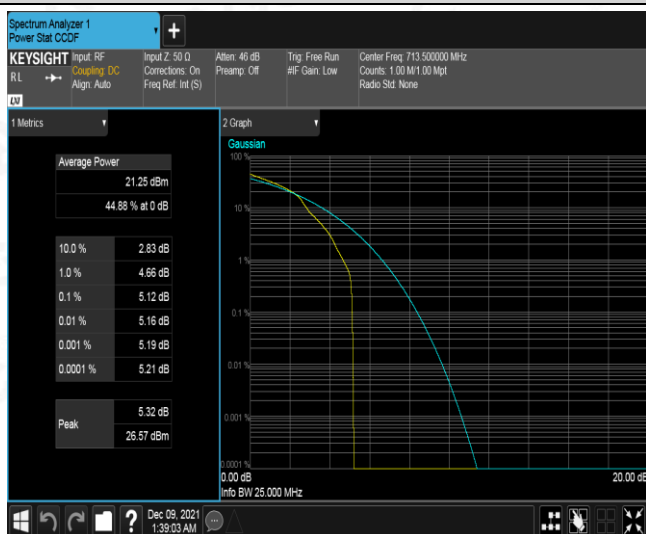 Spectrum Analyzer 1
Power Stat CCDF
+
KEYSIGHT
RL
LXI
Input: RF
Coupling: DC
Align: Auto
Input Z: 50 Ω
Corrections: On
Freq Ref: Int (S)
Atten: 46 dB
Preamp: Off
Trig: Free Run
#IF Gain: Low
Center Freq: 713.500000 MHz
Counts: 1.00 M/1.00 Mpt
Radio Std: None
1 Metrics
Average Power
21.25 dBm
44.88 % at 0 dB
10.0 % 2.83 dB
1.0 % 4.66 dB
0.1 % 5.12 dB
0.01 % 5.16 dB
0.001 % 5.19 dB
0.0001 % 5.21 dB
Peak
5.32 dB
26.57 dBm
2 Graph
Gaussian
100 %
10 %
1 %
0.1 %
0.01 %
0.001 %
0.0001 %
0.00 dB
20.00 dB
Info BW 25.000 MHz
?
Dec 09, 2021
1:39:03 AM